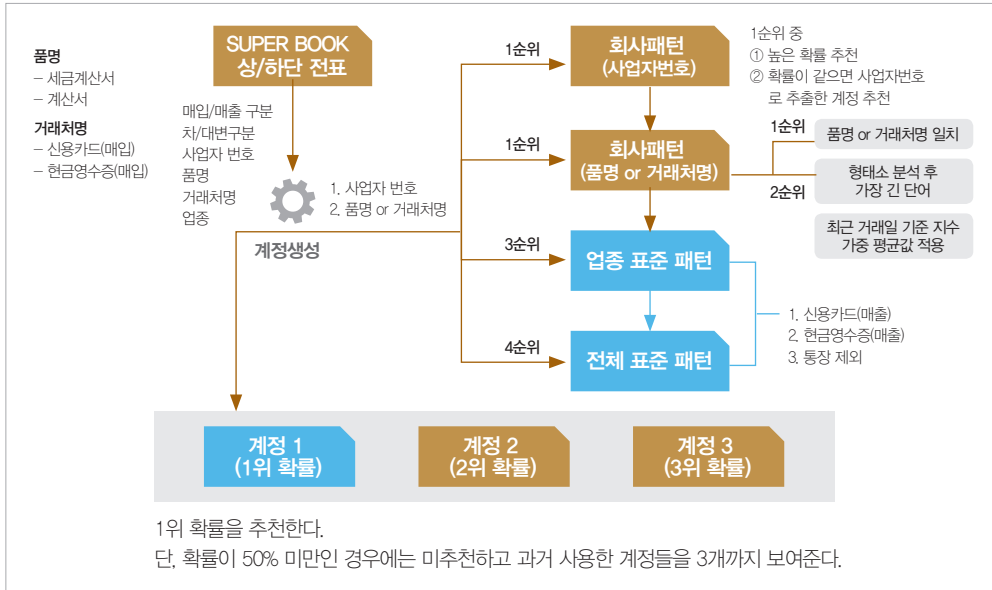 품명
– 세금계산서
– 계산서
거래처명
– 신용카드(매입)
– 현금영수증(매입)
SUPER BOOK
상/하단 전표
매입/매출 구분
차/대변구분
사업자 번호
품명
거래처명
업종
1. 사업자 번호
2. 품명 or 거래처명
계정생성
1순위
회사패턴
(사업자번호)
1순위 중
① 높은 확률 추천
② 확률이 같으면 사업자번호
로 추출한 계정 추천
1순위
회사패턴
(품명 or 거래처명)
1순위
품명 or 거래처명 일치
2순위
형태소 분석 후
가장 긴 단어
최근 거래일 기준 지수
가중 평균값 적용
3순위
업종 표준 패턴
4순위
전체 표준 패턴
1. 신용카드(매출)
2. 현금영수증(매출)
3. 통장 제외
계정 1
(1위 확률)
계정 2
(2위 확률)
계정 3
(3위 확률)
1위 확률을 추천한다.
단, 확률이 50% 미만인 경우에는 미추천하고 과거 사용한 계정들을 3개까지 보여준다.